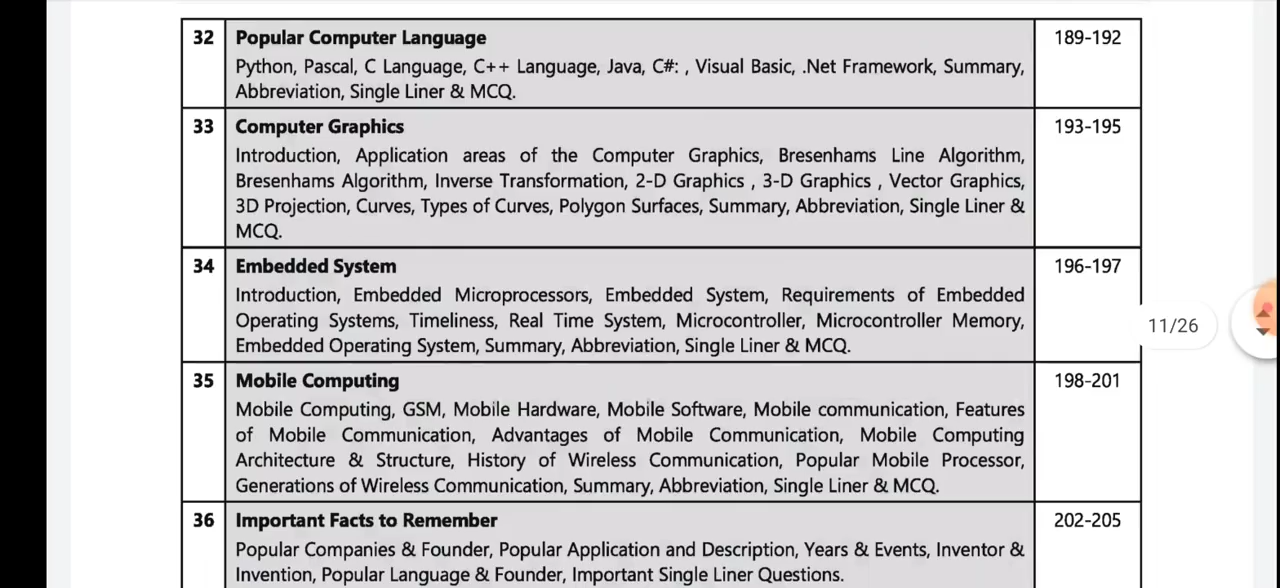 32 Popular Computer Language 189-192
Python, Pascal, C Language, C++ Language, Java, C#: , Visual Basic, .Net Framework, Summary,
Abbreviation, Single Liner & MCQ.
33 Computer Graphics 193-195
Introduction, Application areas of the Computer Graphics, Bresenhams Line Algorithm,
Bresenhams Algorithm, Inverse Transformation, 2-D Graphics , 3-D Graphics , Vector Graphics,
3D Projection, Curves, Types of Curves, Polygon Surfaces, Summary, Abbreviation, Single Liner &
MCQ.
34 Embedded System 196-197
Introduction, Embedded Microprocessors, Embedded System, Requirements of Embedded
Operating Systems, Timeliness, Real Time System, Microcontroller, Microcontroller Memory,
Embedded Operating System, Summary, Abbreviation, Single Liner & MCQ.
11/26
35 Mobile Computing 198-201
Mobile Computing, GSM, Mobile Hardware, Mobile Software, Mobile communication, Features
of Mobile Communication, Advantages of Mobile Communication, Mobile Computing
Architecture & Structure, History of Wireless Communication, Popular Mobile Processor,
Generations of Wireless Communication, Summary, Abbreviation, Single Liner & MCQ.
36 Important Facts to Remember 202-205
Popular Companies & Founder, Popular Application and Description, Years & Events, Inventor &
Invention, Popular Language & Founder, Important Single Liner Questions.